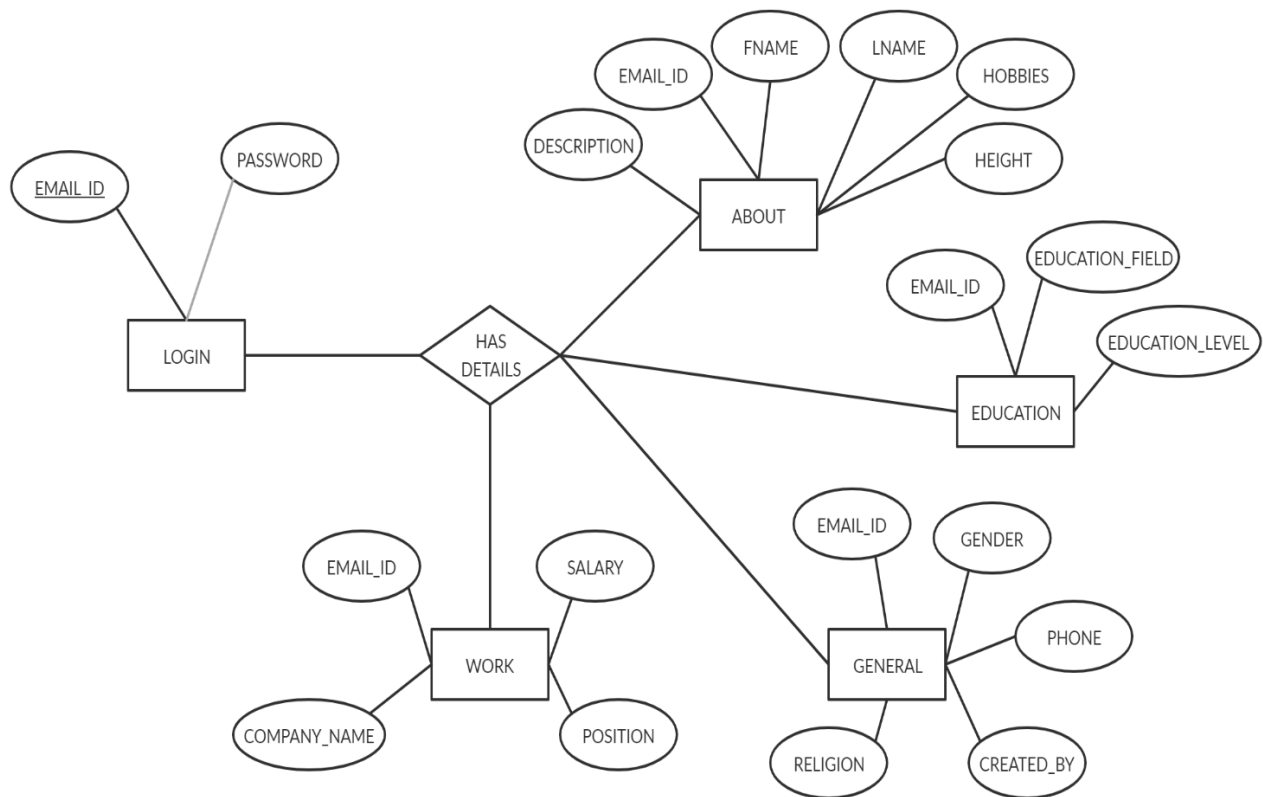 FNAME
LNAME
EMAIL_ID
HOBBIES
DESCRIPTION
HEIGHT
PASSWORD
EMAIL_ID
ABOUT
EDUCATION_FIELD
EMAIL_ID
EDUCATION_LEVEL
HAS
DETAILS
LOGIN
EDUCATION
EMAIL_ID
GENDER
EMAIL_ID
SALARY
PHONE
WORK
GENERAL
COMPANY_NAME
POSITION
RELIGION
CREATED_BY